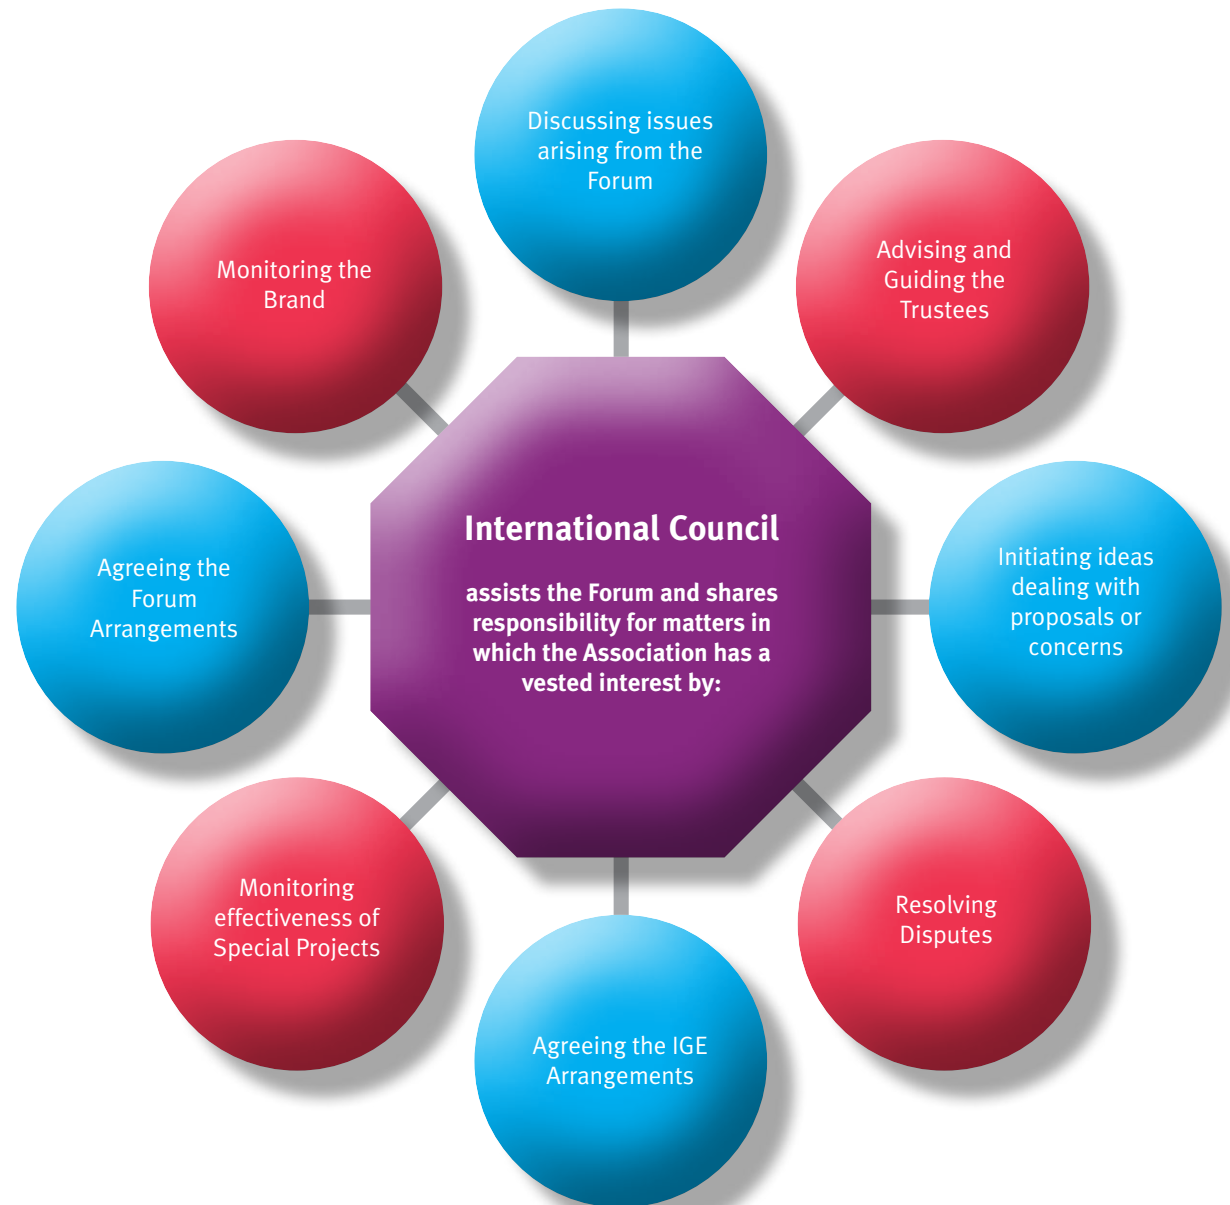 Discussing issues
arising from the
Forum
Advising and
Guiding the
Trustees
Monitoring the
Brand
International Council
assists the Forum and shares
responsibility for matters in
which the Association has a
vested interest by:
Initiating ideas
dealing with
proposals or
concerns
Agreeing the
Forum
Arrangements
Resolving
Disputes
Monitoring
effectiveness of
Special Projects
Agreeing the IGE
Arrangements